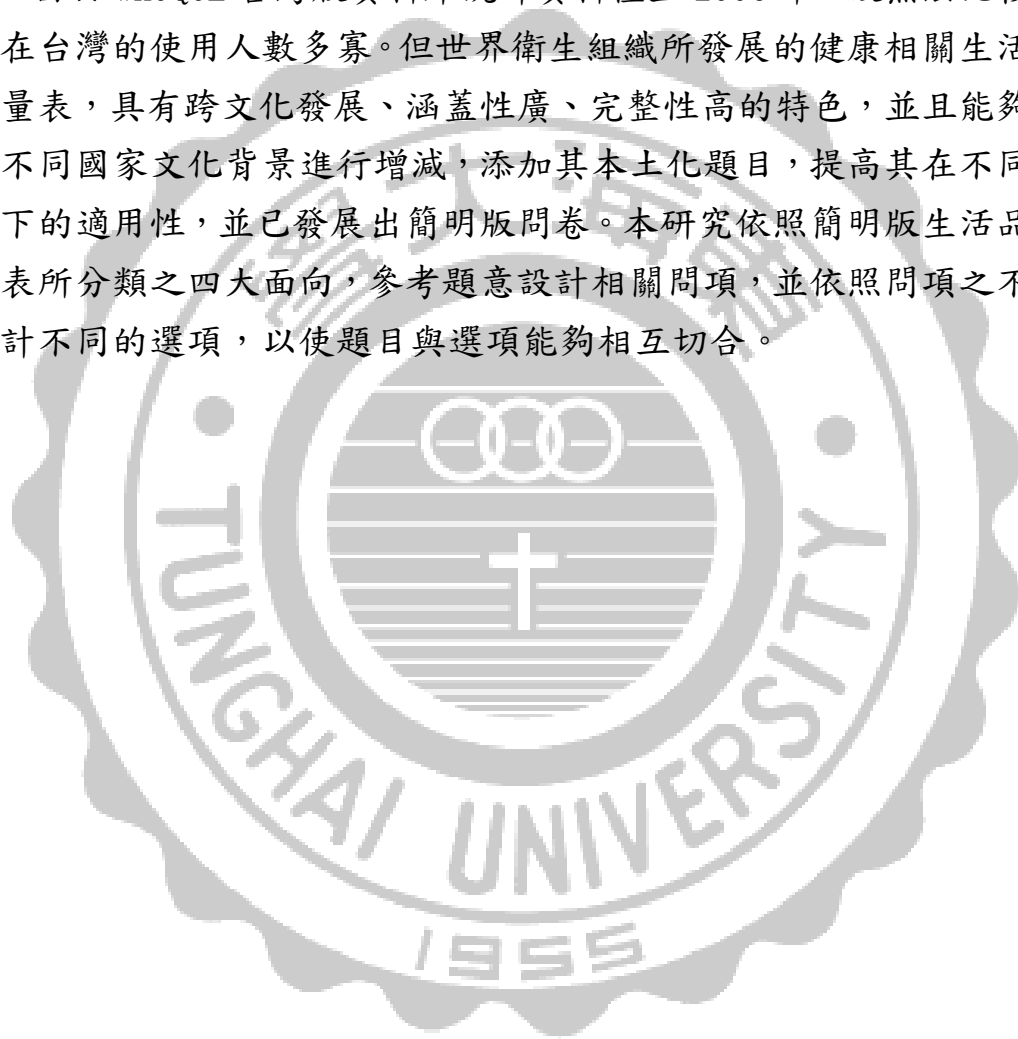 在台灣的使用人數多寡。但世界衛生組織所發展的健康相關生活
量表，具有跨文化發展、涵蓋性廣、完整性高的特色，並且能夠
不同國家文化背景進行增減，添加其本土化題目，提高其在不同
下的適用性，並已發展出簡明版問卷。本研究依照簡明版生活品
表所分類之四大面向，參考題意設計相關問項，並依照問項之不
計不同的選項，以使題目與選項能夠相互切合。
學大海東
TUNGHAI UNIVERSITY
1955